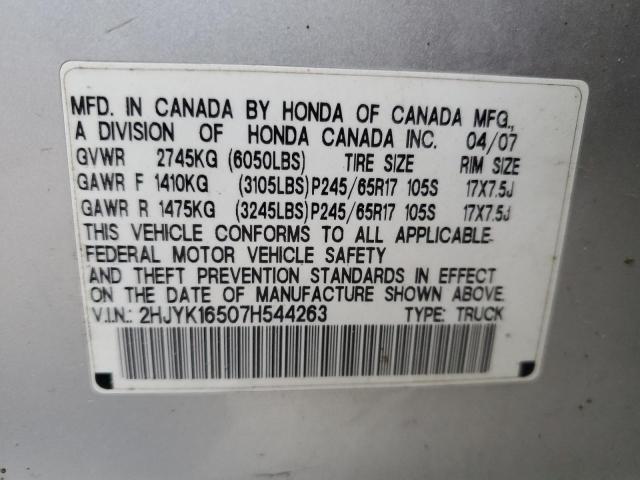 MFD. IN CANADA BY HONDA OF CANADA MFG.,
A DIVISION OF HONDA CANADA INC. 04/07
GVWR 2745KG (6050LBS) TIRE SIZE RIM SIZE
GAWR F 1410KG (3105LBS) P245/65R17 105S 17X7.5J
GAWR R 1475KG (3245LBS) P245/65R17 105S 17X7.5J
THIS VEHICLE CONFORMS TO ALL APPLICABLE
FEDERAL MOTOR VEHICLE SAFETY
AND THEFT PREVENTION STANDARDS IN EFFECT
ON THE DATE OF MANUFACTURE SHOWN ABOVE.
V.I.N.: 2HJYK16507H544263 TYPE: TRUCK